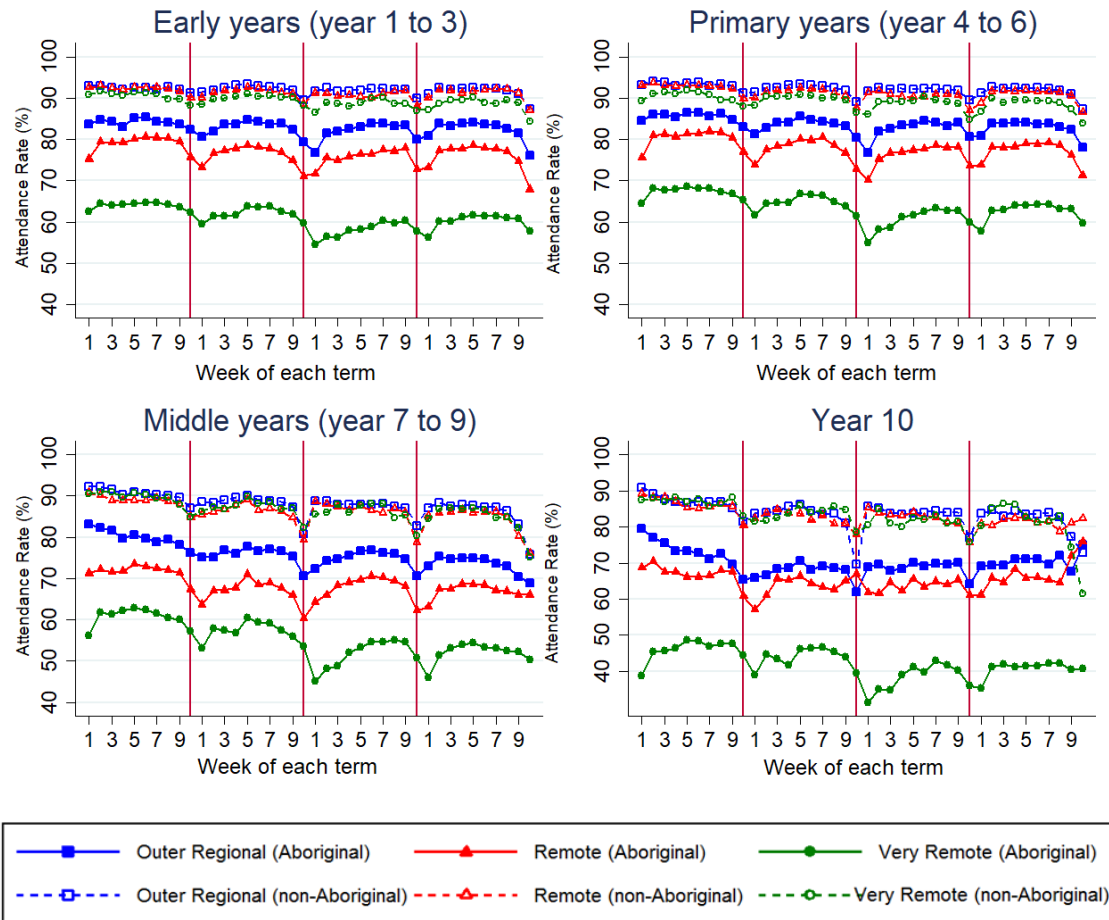 Early years (year 1 to 3)
Attendance Rate (%)
100
90
80
70
60
50
40
1 3 5 7 9 1 3 5 7 9 1 3 5 7 9 1 3 5 7 9
Week of each term
Primary years (year 4 to 6)
Attendance Rate (%)
100
90
80
70
60
50
40
1 3 5 7 9 1 3 5 7 9 1 3 5 7 9 1 3 5 7 9
Week of each term
Middle years (year 7 to 9)
Attendance Rate (%)
100
90
80
70
60
50
40
1 3 5 7 9 1 3 5 7 9 1 3 5 7 9 1 3 5 7 9
Week of each term
Year 10
Attendance Rate (%)
100
90
80
70
60
50
40
1 3 5 7 9 1 3 5 7 9 1 3 5 7 9 1 3 5 7 9
Week of each term
Outer Regional (Aboriginal) Remote (Aboriginal) Very Remote (Aboriginal)
Outer Regional (non-Aboriginal) Remote (non-Aboriginal) Very Remote (non-Aboriginal)